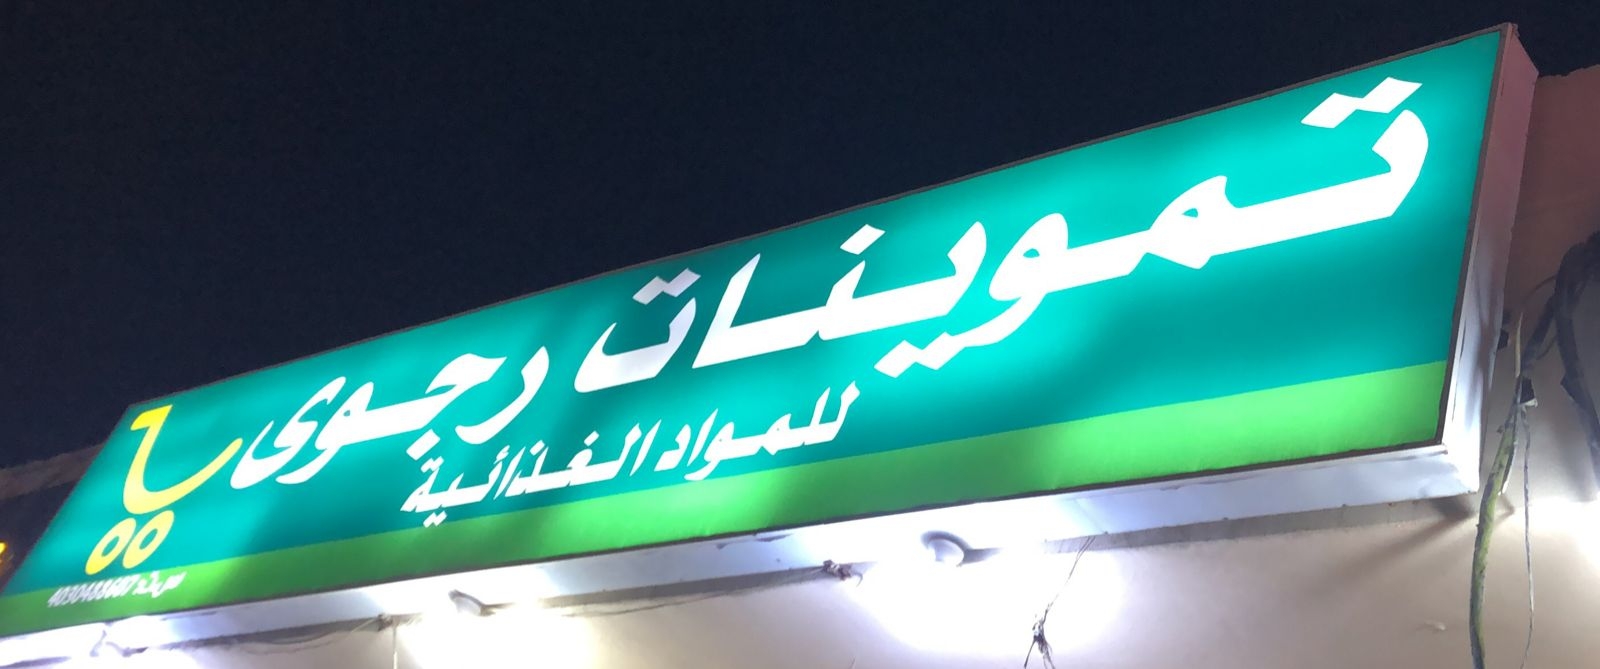 تموينات رجوى
للمواد الغذائية